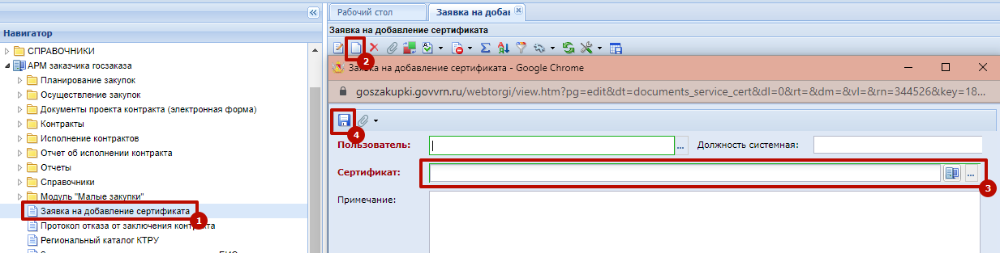 Рабочий стол
Заявка на добав
Навигатор
Заявка на добавление сертификата
СПРАВОЧНИКИ
АРМ заказчика госзаказа
Планирование закупок
Осуществление закупок
Документы проекта контракта (электронная форма)
Контракты
Исполнение контрактов
Отчет об исполнении контракта
Отчеты
Справочники
Модуль "Малые закупки"
Заявка на добавление сертификата
1
Протокол отказа от заключения контракта
Региональный каталог КТРУ
2
Заявка на добавление сертификата - Google Chrome
goszakupki.govvrn.ru/webtorgi/view.htm?pg=edit&dt=documents_service_cert&dl=0&rt=&dm=&vl=&rn=344526&key=18...
4
Пользователь:
...
Должность системная:
Сертификат:
...
3
Примечание: